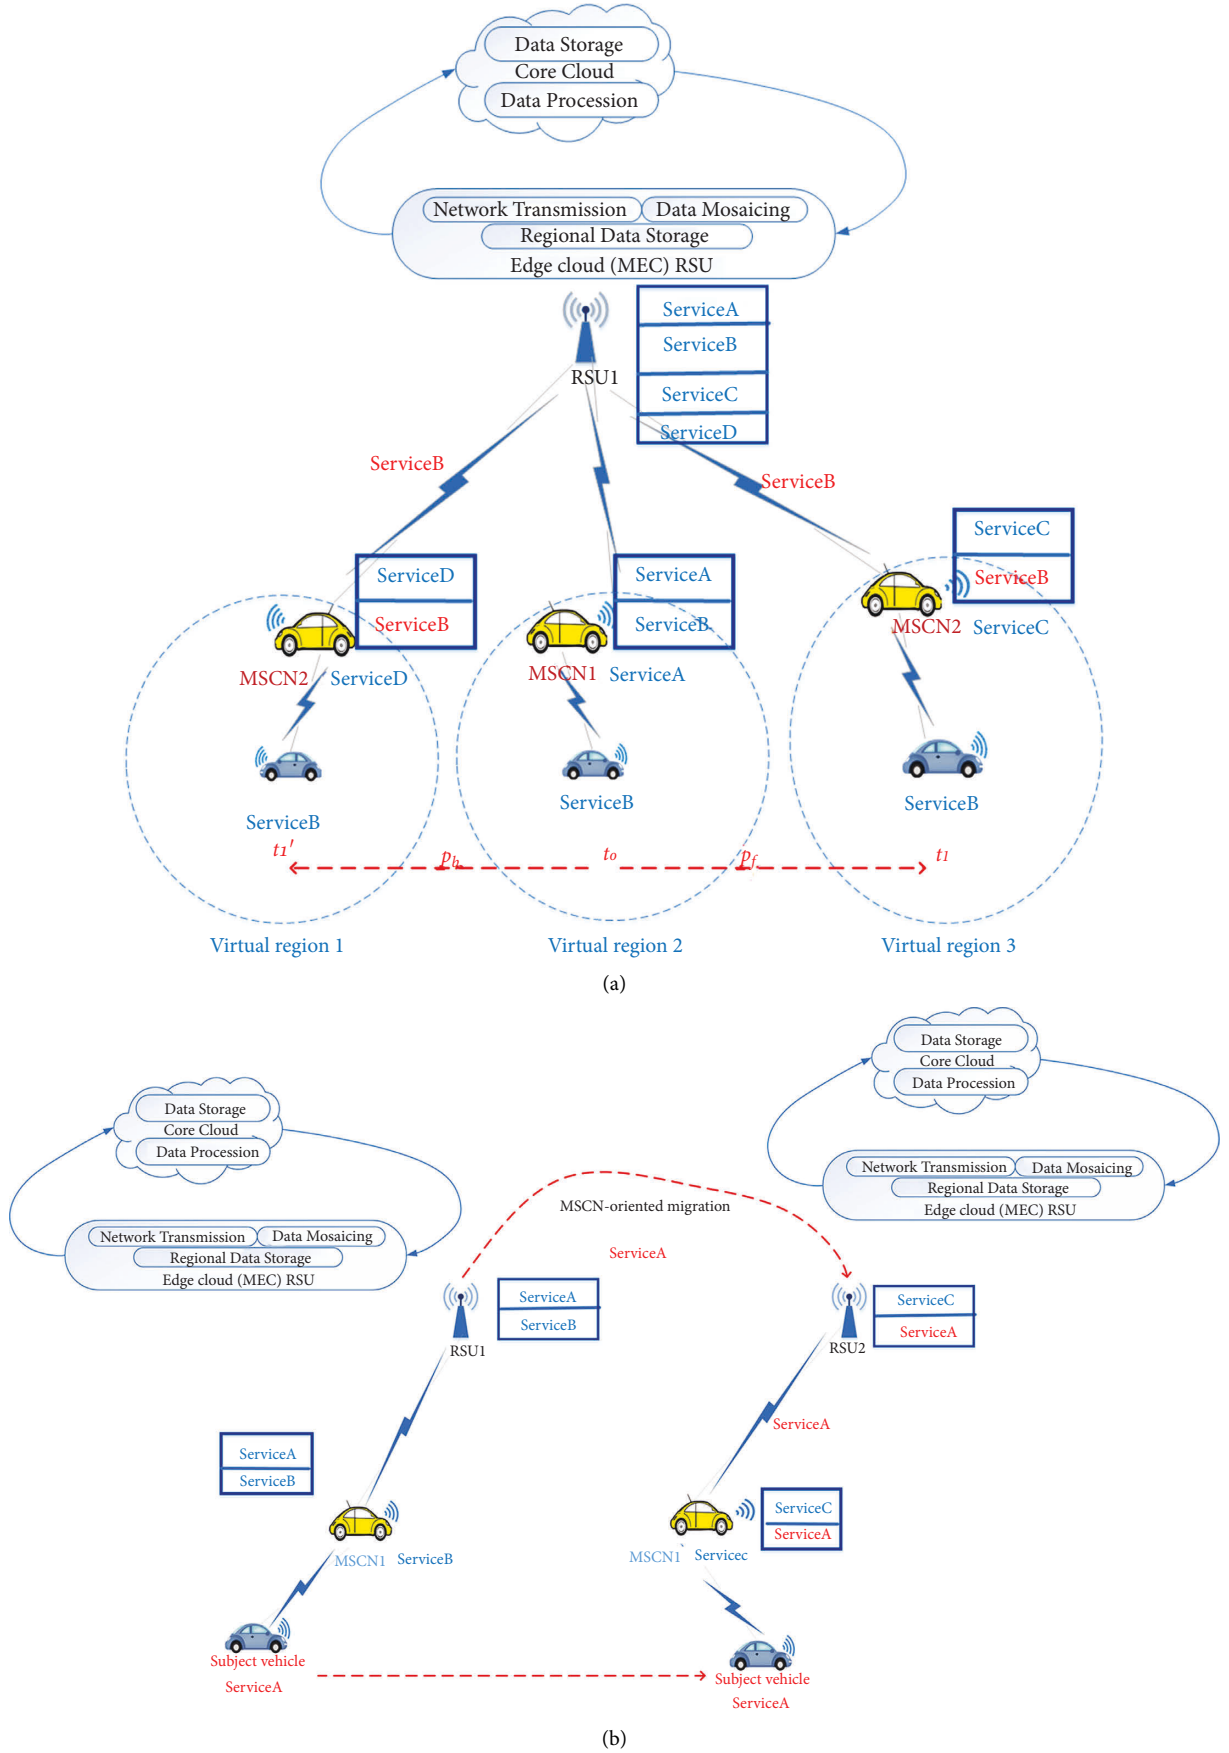 Data Storage
Core Cloud
Data Procession
Network Transmission Data Mosaicing
Regional Data Storage
Edge cloud (MEC) RSU
ServiceA
ServiceB
ServiceC
ServiceD
RSU1
ServiceB
ServiceB
ServiceD
ServiceB
ServiceA
ServiceB
ServiceC
ServiceB
MSCN2 ServiceD
MSCN1 ServiceA
MSCN2 ServiceC
ServiceB
ServiceB
ServiceB
t1' ph to pf t1
Virtual region 1 Virtual region 2 Virtual region 3
(a)
Data Storage
Core Cloud
Data Procession
Network Transmission Data Mosaicing
Regional Data Storage
Edge cloud (MEC) RSU
Data Storage
Core Cloud
Data Procession
Network Transmission Data Mosaicing
Regional Data Storage
Edge cloud (MEC) RSU
MSCN-oriented migration
ServiceA
ServiceA
ServiceB
RSU1
ServiceC
ServiceA
RSU2
ServiceA
ServiceA
ServiceB
ServiceC
ServiceA
MSCN1 ServiceB
MSCN1 Servicec
Subject vehicle
ServiceA
Subject vehicle
ServiceA
(b)